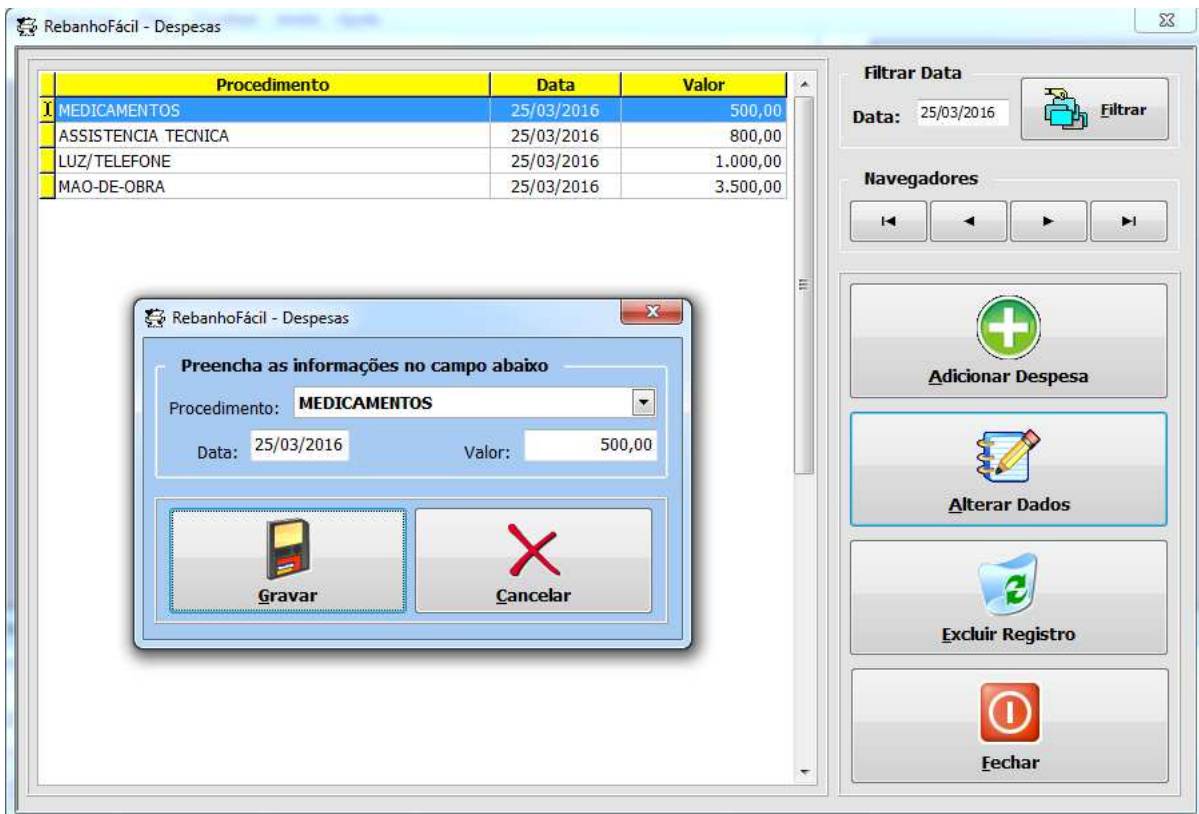 RebanhoFácil - Despesas
Procedimento Data Valor
MEDICAMENTOS 25/03/2016 500,00
ASSISTENCIA TECNICA 25/03/2016 800,00
LUZ/TELEFONE 25/03/2016 1.000,00
MAO-DE-OBRA 25/03/2016 3.500,00
Filtrar Data
Data: 25/03/2016 Filtrar
Navegadores
RebanhoFácil - Despesas
Preencha as informações no campo abaixo
Procedimento: MEDICAMENTOS
Data: 25/03/2016 Valor: 500,00
Gravar Cancelar
Adicionar Despesa
Alterar Dados
Excluir Registro
Fechar